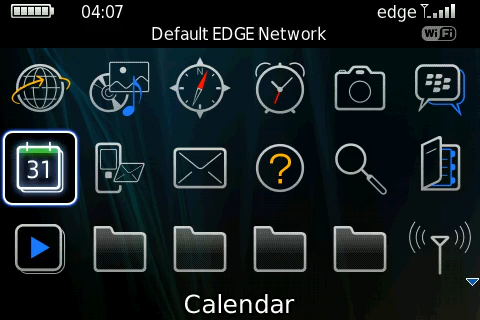 04:07
edge
Default EDGE Network
WiFi
31
?
Calendar